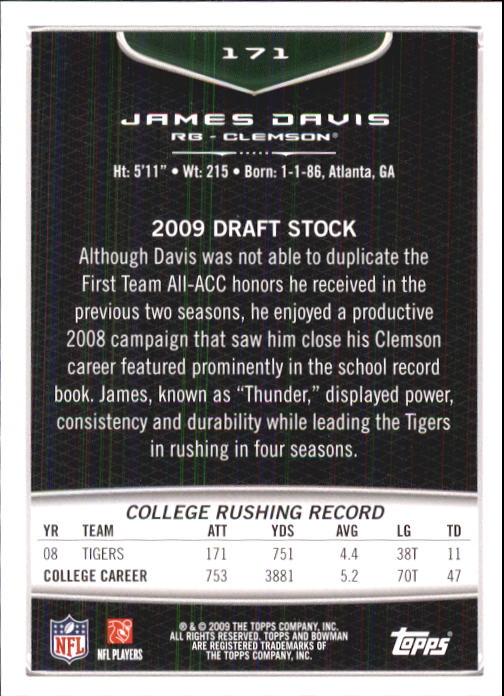 171
JAMES DAVIS
RB - CLEMSON®
Ht: 5'11" • Wt: 215 • Born: 1-1-86, Atlanta, GA
2009 DRAFT STOCK
Although Davis was not able to duplicate the
First Team All-ACC honors he received in the
previous two seasons, he enjoyed a productive
2008 campaign that saw him close his Clemson
career featured prominently in the school record
book. James, known as “Thunder,” displayed power,
consistency and durability while leading the Tigers
in rushing in four seasons.
COLLEGE RUSHING RECORD
YR TEAM ATT YDS AVG LG TD
08 TIGERS 171 751 4.4 38T 11
COLLEGE CAREER 753 3881 5.2 70T 47
NFL
NFL PLAYERS
® & © 2009 THE TOPPS COMPANY, INC.
ALL RIGHTS RESERVED. TOPPS AND BOWMAN
ARE REGISTERED TRADEMARKS OF
THE TOPPS COMPANY, INC.
topps®